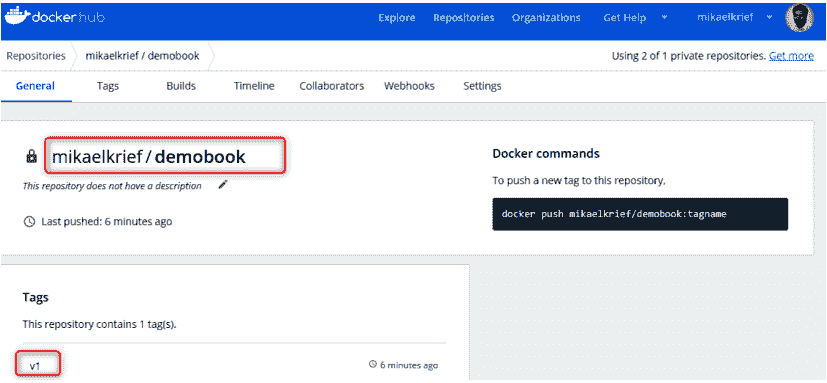 docker hub
Explore Repositories Organizations Get Help mikaelkrief
Repositories mikaelkrief / demobook Using 2 of 1 private repositories. Get more
General Tags Builds Timeline Collaborators Webhooks Settings
mikaelkrief / demobook
This repository does not have a description
Last pushed: 6 minutes ago
Docker commands
To push a new tag to this repository,
docker push mikaelkrief/demobook:tagname
Tags
This repository contains 1 tag(s).
v1 6 minutes ago